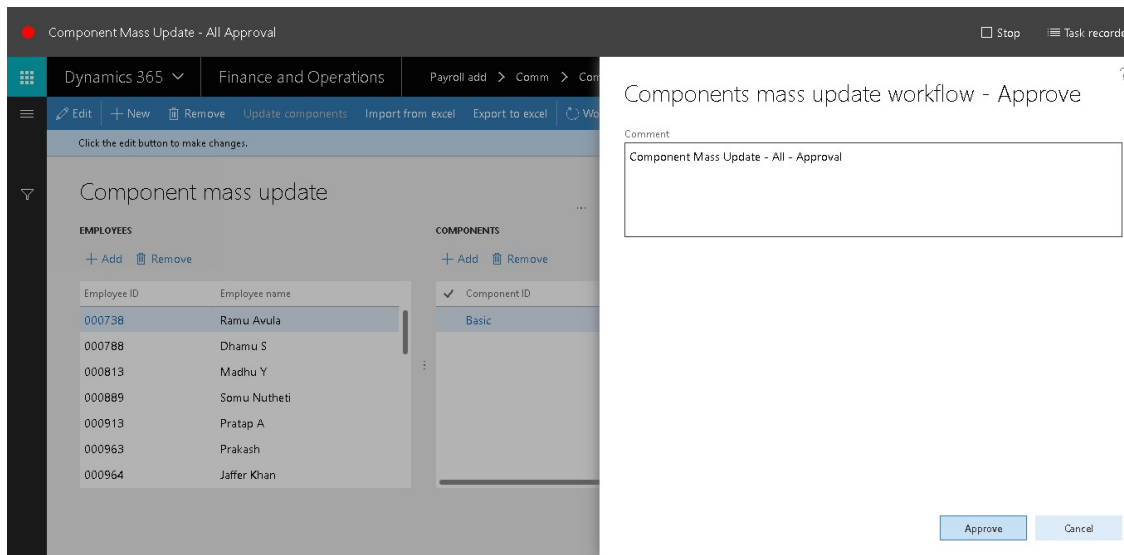 Component Mass Update - All Approval
Stop
Task recorde
Dynamics 365
Finance and Operations
Payroll add > Comm > Com
Edit
New
Remove
Update components
Import from excel
Export to excel
Wo
Click the edit button to make changes.
Component mass update
EMPLOYEES
Add
Remove
Employee ID Employee name
000738 Ramu Avula
000788 Dhamu S
000813 Madhu Y
000889 Somu Nutheti
000913 Pratap A
000963 Prakash
000964 Jaffer Khan
...
COMPONENTS
Add
Remove
Component ID
Basic
?
Components mass update workflow - Approve
Comment
Component Mass Update - All - Approval
Approve
Cancel